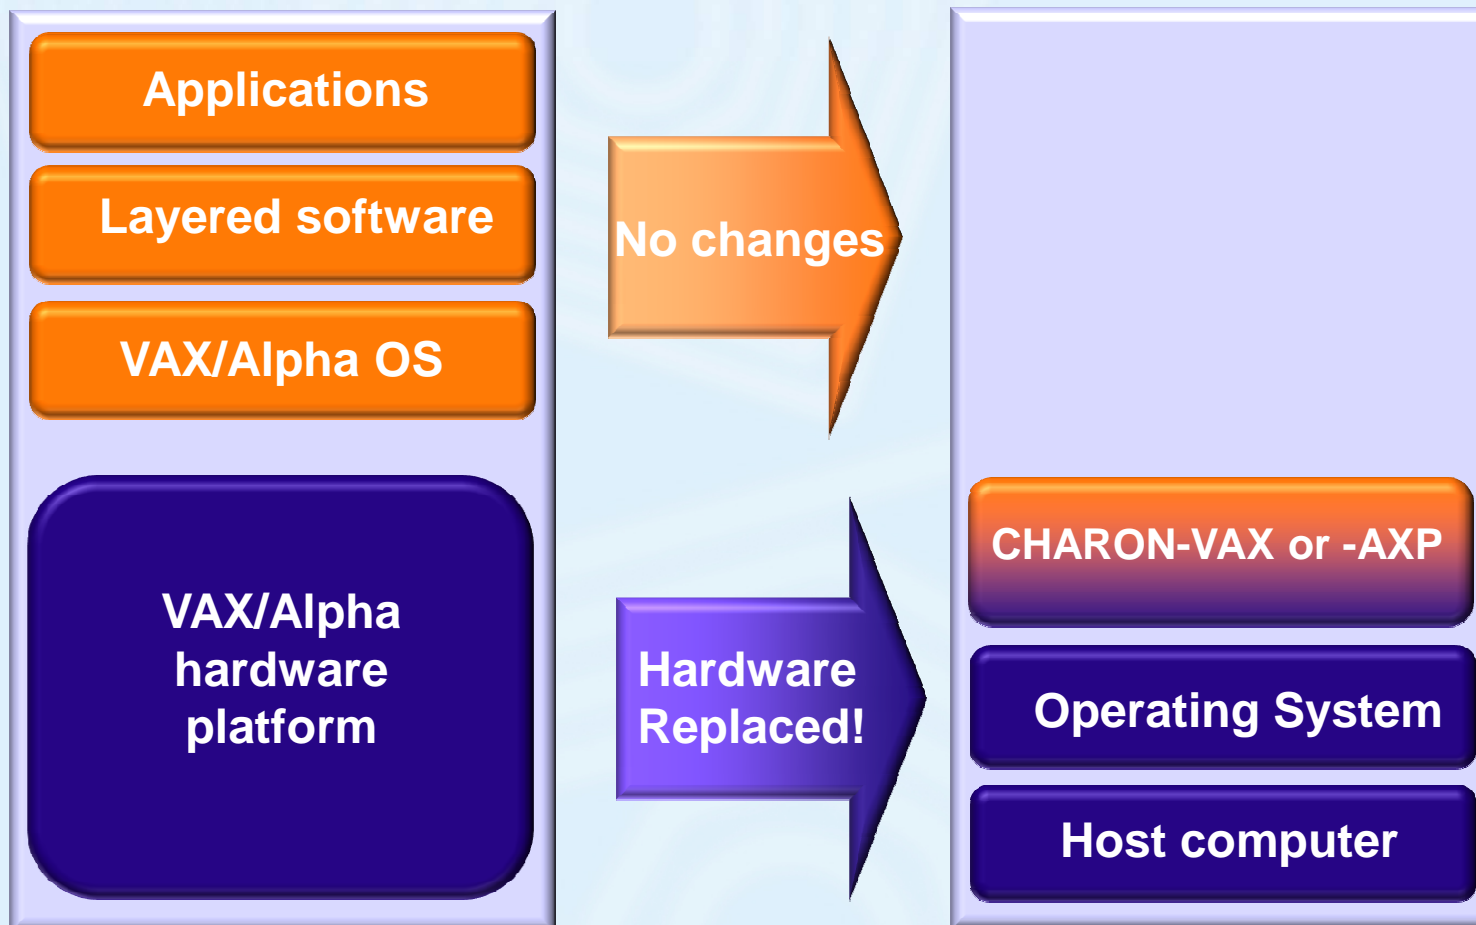 Applications
Layered software
VAX/Alpha OS
VAX/Alpha
hardware
platform
No changes
Hardware
Replaced!
CHARON-VAX or -AXP
Operating System
Host computer